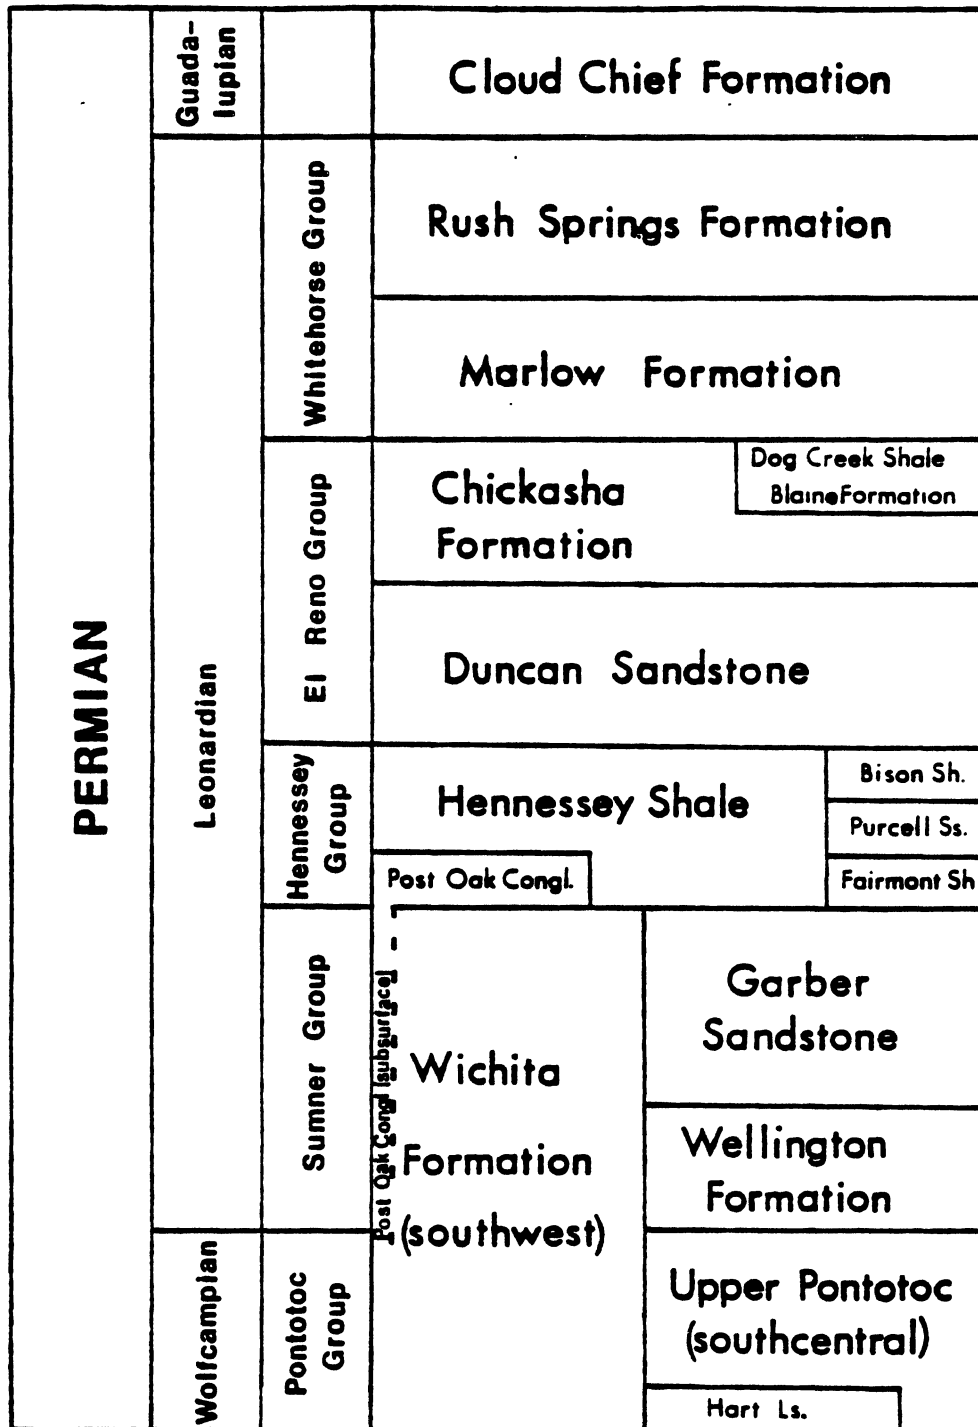 PERMIAN
Guada-
lupian
Cloud Chief Formation
Leonardian
Whitehorse Group
Rush Springs Formation
Marlow Formation
El Reno Group
Chickasha
Formation
Dog Creek Shale
Blaine Formation
Duncan Sandstone
Hennessey
Group
Hennessey Shale
Bison Sh.
Purcell Ss.
Fairmont Sh
Post Oak Congl.
Sumner Group
Post Oak Congl (subsurface)
Wichita
Formation
(southwest)
Garber
Sandstone
Wellington
Formation
Wolfcampian
Pontotoc
Group
Upper Pontotoc
(southcentral)
Hart Ls.